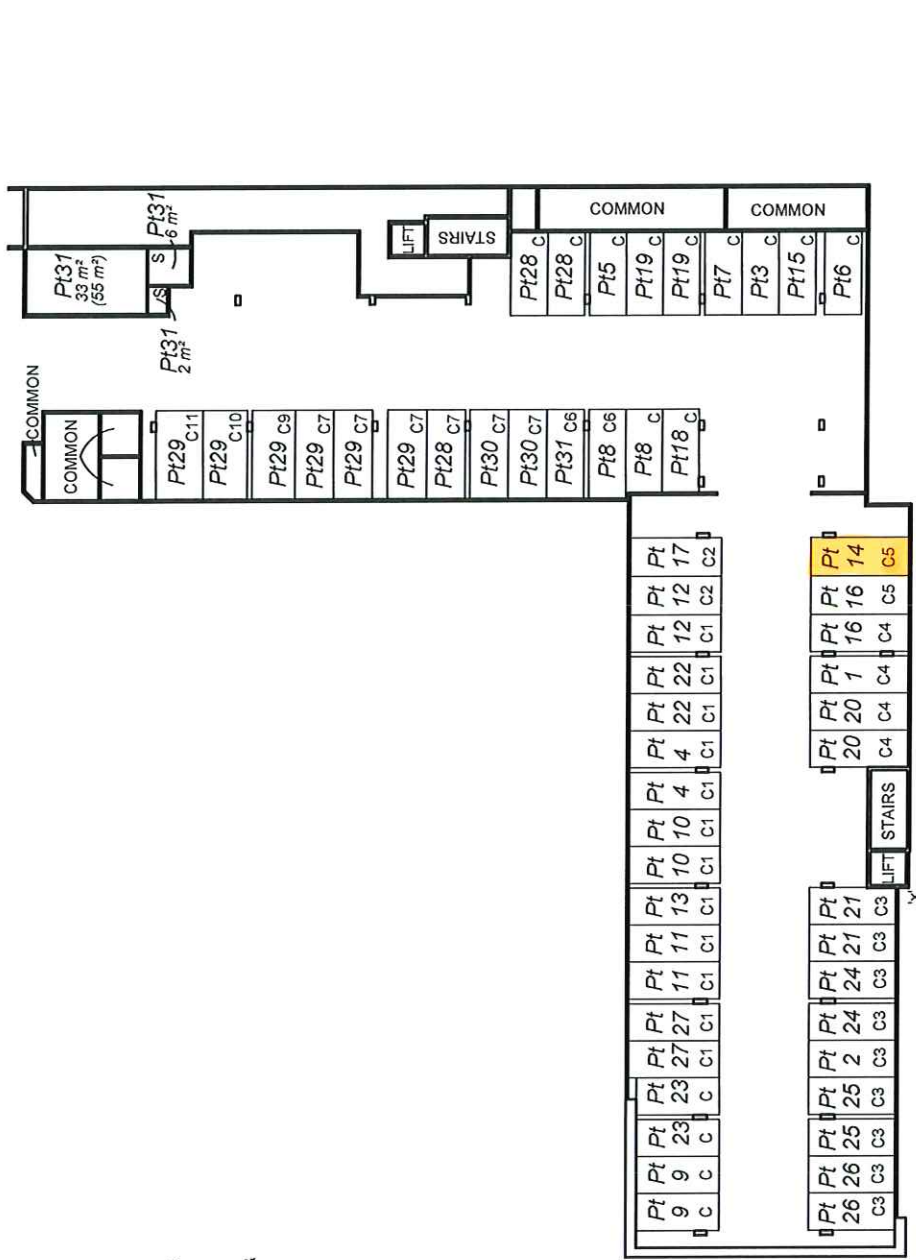 COMMON
COMMON
Pt31
6 m²
S
S
Pt31
33 m²
(55 m²)
Pt31
2 m²
LIFT
STAIRS
Pt28 C
Pt28 C
Pt5 C
Pt19 C
Pt19 C
Pt7 C
Pt3 C
Pt15 C
Pt6 C
COMMON
COMMON
Pt29 C11
Pt29 C10
Pt29 C9
Pt29 C7
Pt29 C7
Pt29 C7
Pt28 C7
Pt30 C7
Pt30 C7
Pt31 C6
Pt8 C6
Pt8 C
Pt18 C
Pt 17 C2
Pt 12 C2
Pt 12 C1
Pt 22 C1
Pt 22 C1
Pt 4 C1
Pt 4 C1
Pt 10 C1
Pt 10 C1
Pt 13 C1
Pt 11 C1
Pt 11 C1
Pt 27 C1
Pt 27 C1
Pt 23 C
Pt 23 C
Pt 9 C
Pt 9 C
Pt 14 C5
Pt 16 C5
Pt 16 C4
Pt 1 C4
Pt 20 C4
Pt 20 C4
STAIRS
LIFT
Pt 21 C3
Pt 21 C3
Pt 24 C3
Pt 24 C3
Pt 2 C3
Pt 25 C3
Pt 25 C3
Pt 26 C3
Pt 26 C3